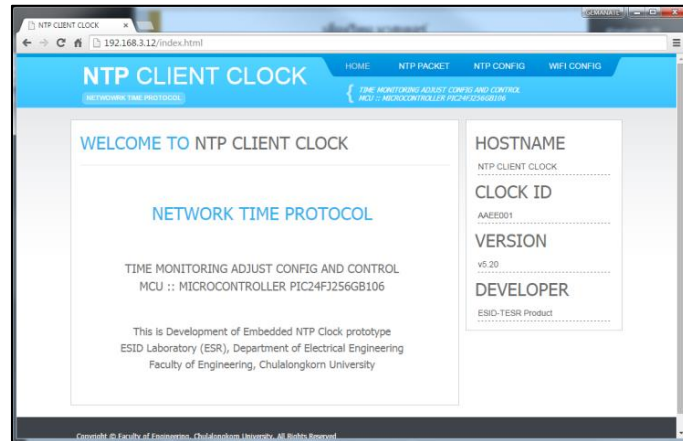 NTP CLIENT CLOCK
192.168.3.12/index.html
NTP CLIENT CLOCK
NETWOWRK TIME PROTOCOL
HOME NTP PACKET NTP CONFIG WIFI CONFIG
TIME MONITORING ADJUST CONFIG AND CONTROL
MCU :: MICROCONTROLLER PIC24FJ256GB106
WELCOME TO NTP CLIENT CLOCK
NETWORK TIME PROTOCOL
TIME MONITORING ADJUST CONFIG AND CONTROL
MCU :: MICROCONTROLLER PIC24FJ256GB106
This is Development of Embedded NTP Clock prototype
ESID Laboratory (ESR), Department of Electrical Engineering
Faculty of Engineering, Chulalongkorn University
HOSTNAME
NTP CLIENT CLOCK
CLOCK ID
AAEE001
VERSION
v5.20
DEVELOPER
ESID-TESR Product
Copyright © Faculty of Engineering, Chulalongkorn University, All Rights Reserved